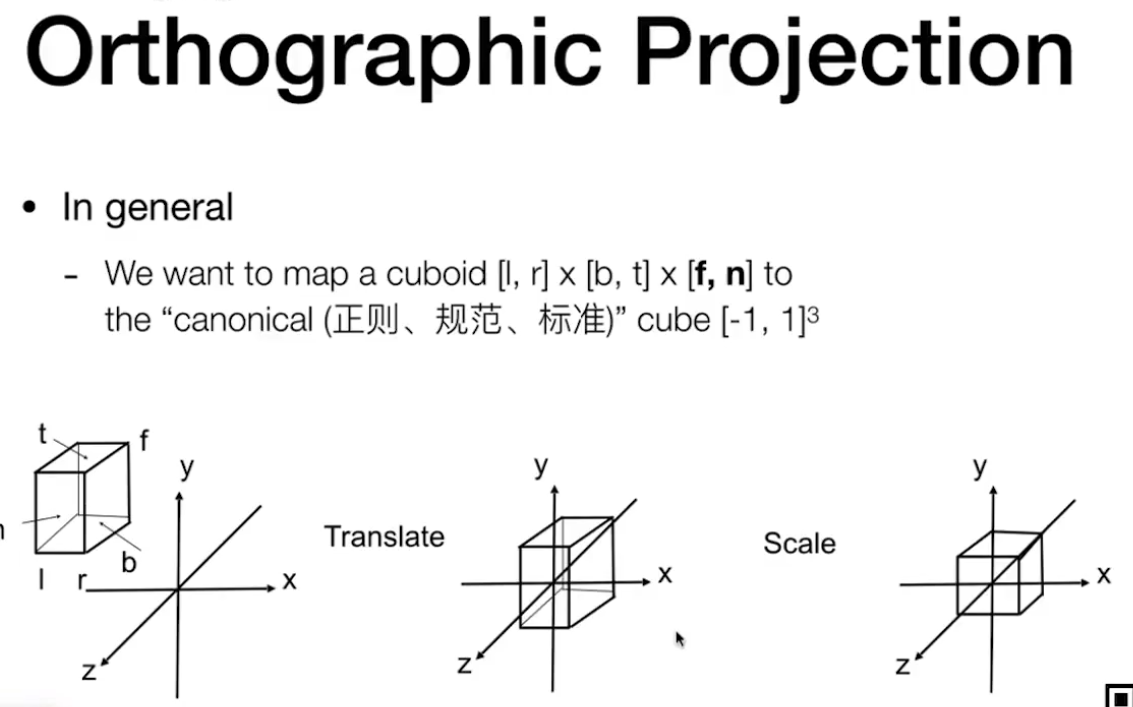 Orthographic Projection
• In general
- We want to map a cuboid [l, r] x [b, t] x [f, n] to
the “canonical (正则、规范、标准)” cube [-1, 1]³
t
f
y
y
y
Translate
Scale
b
l
r
x
x
x
z
z
z